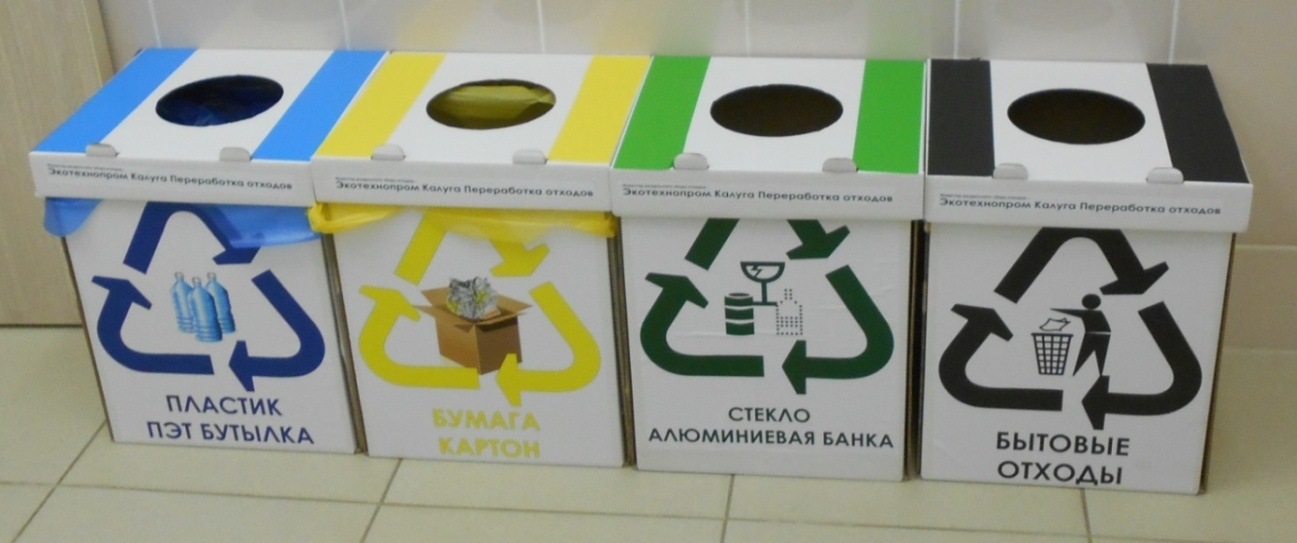 Экотехнопром Калуга Переработка отходов
ПЛАСТИК
ПЭТ БУТЫЛКА
Экотехнопром Калуга Переработка отходов
БУМАГА
КАРТОН
Экотехнопром Калуга Переработка отходов
СТЕКЛО
АЛЮМИНИЕВАЯ БАНКА
Экотехнопром Калуга Переработка отходов
БЫТОВЫЕ
ОТХОДЫ